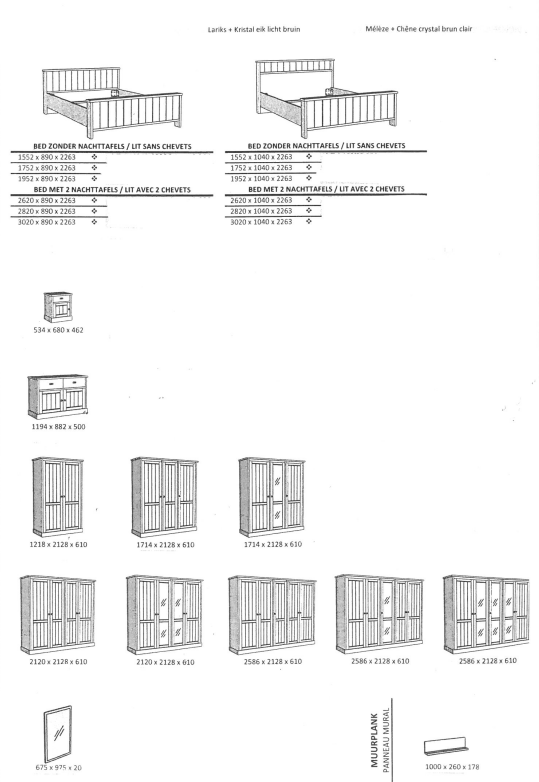 Lariks + Kristal eik licht bruin
Mélèze + Chêne crystal brun clair
BED ZONDER NACHTTAFELS / LIT SANS CHEVETS
1552 x 890 x 2263 ❖
1752 x 890 x 2263 ❖
1952 x 890 x 2263 ❖
BED MET 2 NACHTTAFELS / LIT AVEC 2 CHEVETS
2620 x 890 x 2263 ❖
2820 x 890 x 2263 ❖
3020 x 890 x 2263 ❖
BED ZONDER NACHTTAFELS / LIT SANS CHEVETS
1552 x 1040 x 2263 ❖
1752 x 1040 x 2263 ❖
1952 x 1040 x 2263 ❖
BED MET 2 NACHTTAFELS / LIT AVEC 2 CHEVETS
2620 x 1040 x 2263 ❖
2820 x 1040 x 2263 ❖
3020 x 1040 x 2263 ❖
534 x 680 x 462
1194 x 882 x 500
1218 x 2128 x 610
1714 x 2128 x 610
1714 x 2128 x 610
2120 x 2128 x 610
2120 x 2128 x 610
2586 x 2128 x 610
2586 x 2128 x 610
2586 x 2128 x 610
675 x 975 x 20
MUURPLANK
PANNEAU MURAL
1000 x 260 x 178